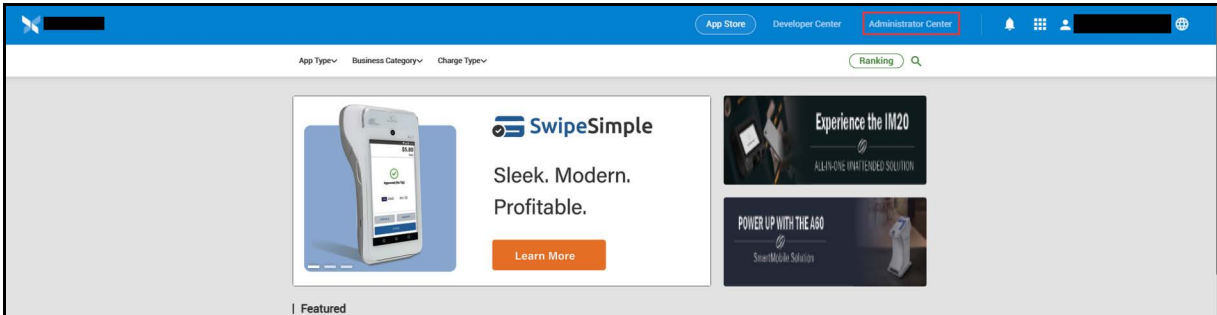 App Store Developer Center Administrator Center
App Type Business Category Charge Type Ranking
SwipeSimple
Sleek. Modern.
Profitable.
Learn More
Experience the IM20
ALL-IN-ONE UNATTENDED SOLUTION
POWER UP WITH THE A60
SmartMobile Solution
Featured